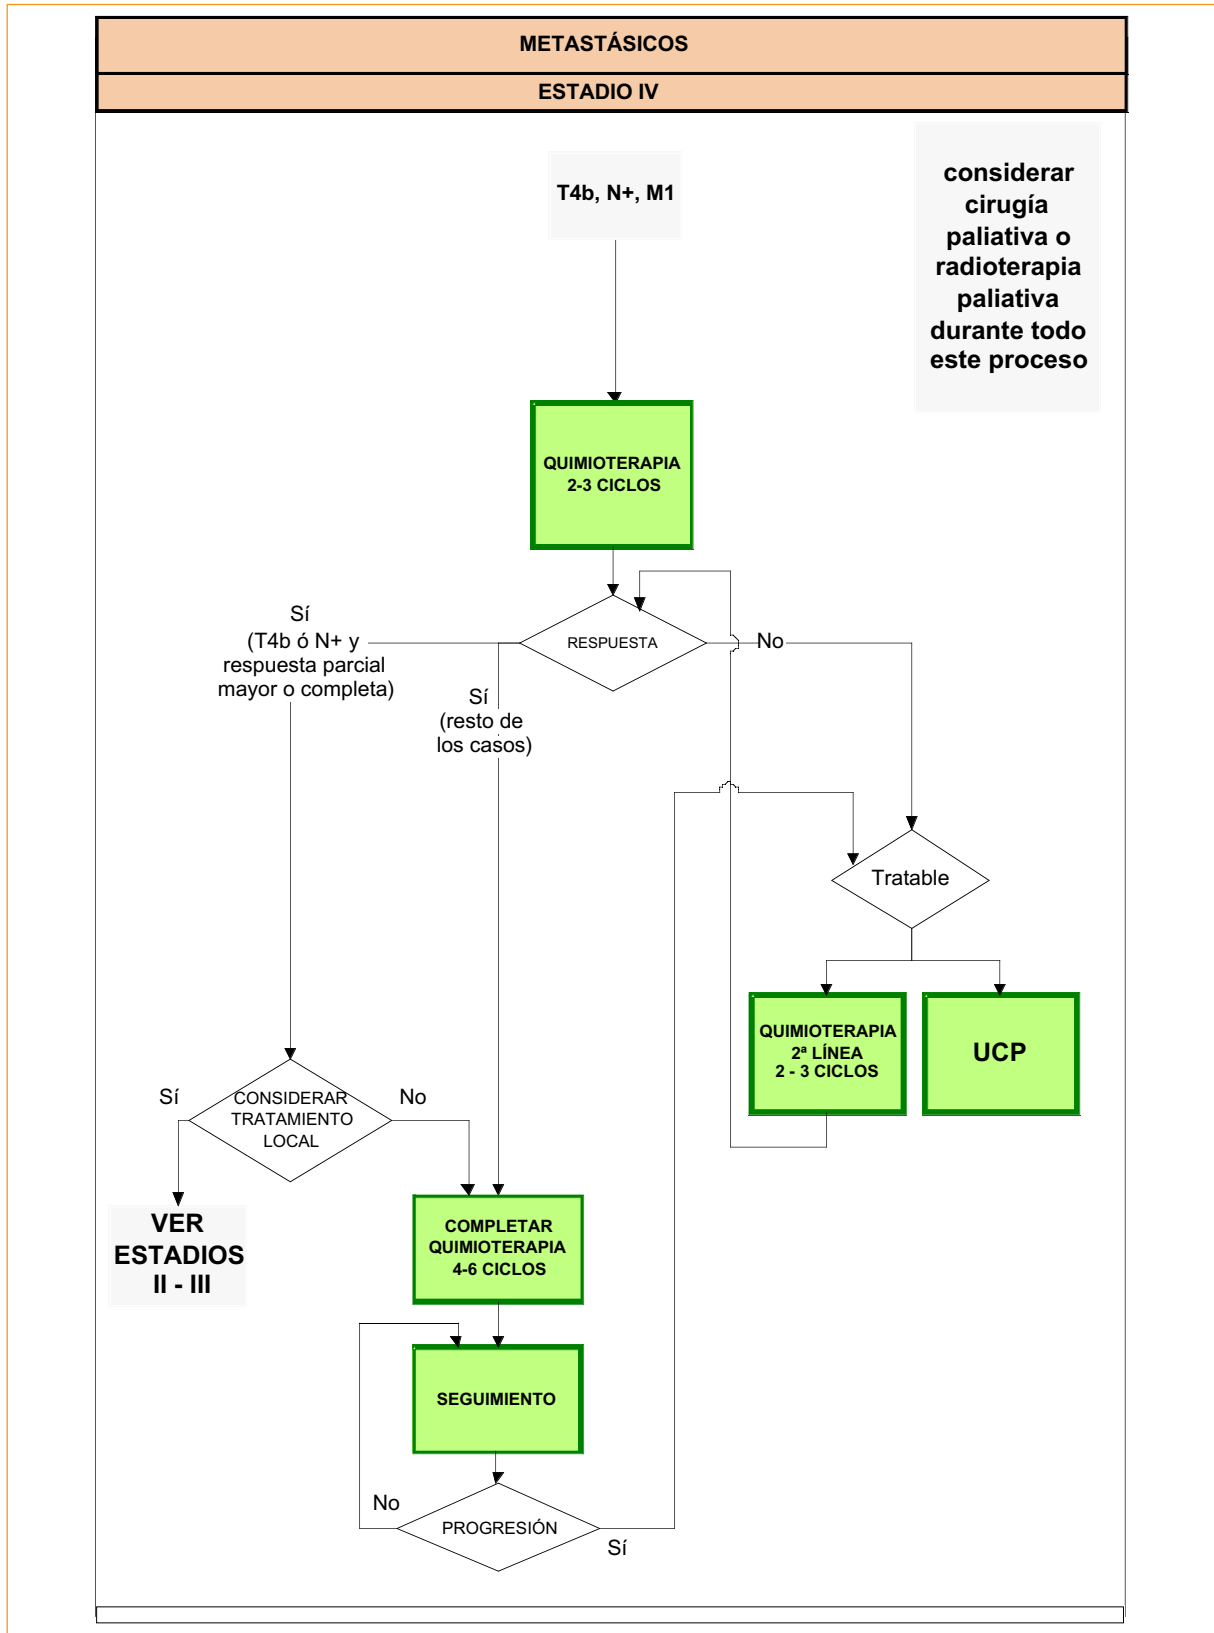 METASTÁSICOS
ESTADIO IV
T4b, N+, M1
considerar
cirugía
paliativa o
radioterapia
paliativa
durante todo
este proceso
QUIMIOTERAPIA
2-3 CICLOS
RESPUESTA
Sí
(T4b ó N+ y
respuesta parcial
mayor o completa)
Sí
(resto de
los casos)
No
Tratable
QUIMIOTERAPIA
2ª LÍNEA
2 - 3 CICLOS
UCP
Sí
CONSIDERAR
TRATAMIENTO
LOCAL
No
VER
ESTADIOS
II - III
COMPLETAR
QUIMIOTERAPIA
4-6 CICLOS
SEGUIMIENTO
No
PROGRESIÓN
Sí